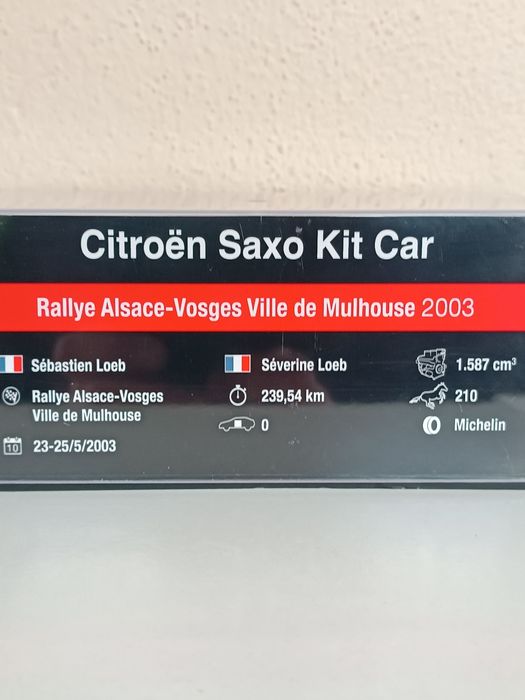 Citroën Saxo Kit Car
Rallye Alsace-Vosges Ville de Mulhouse 2003
Sébastien Loeb
Séverine Loeb
1.587 cm³
Rallye Alsace-Vosges
Ville de Mulhouse
239,54 km
210
0
Michelin
10
23-25/5/2003